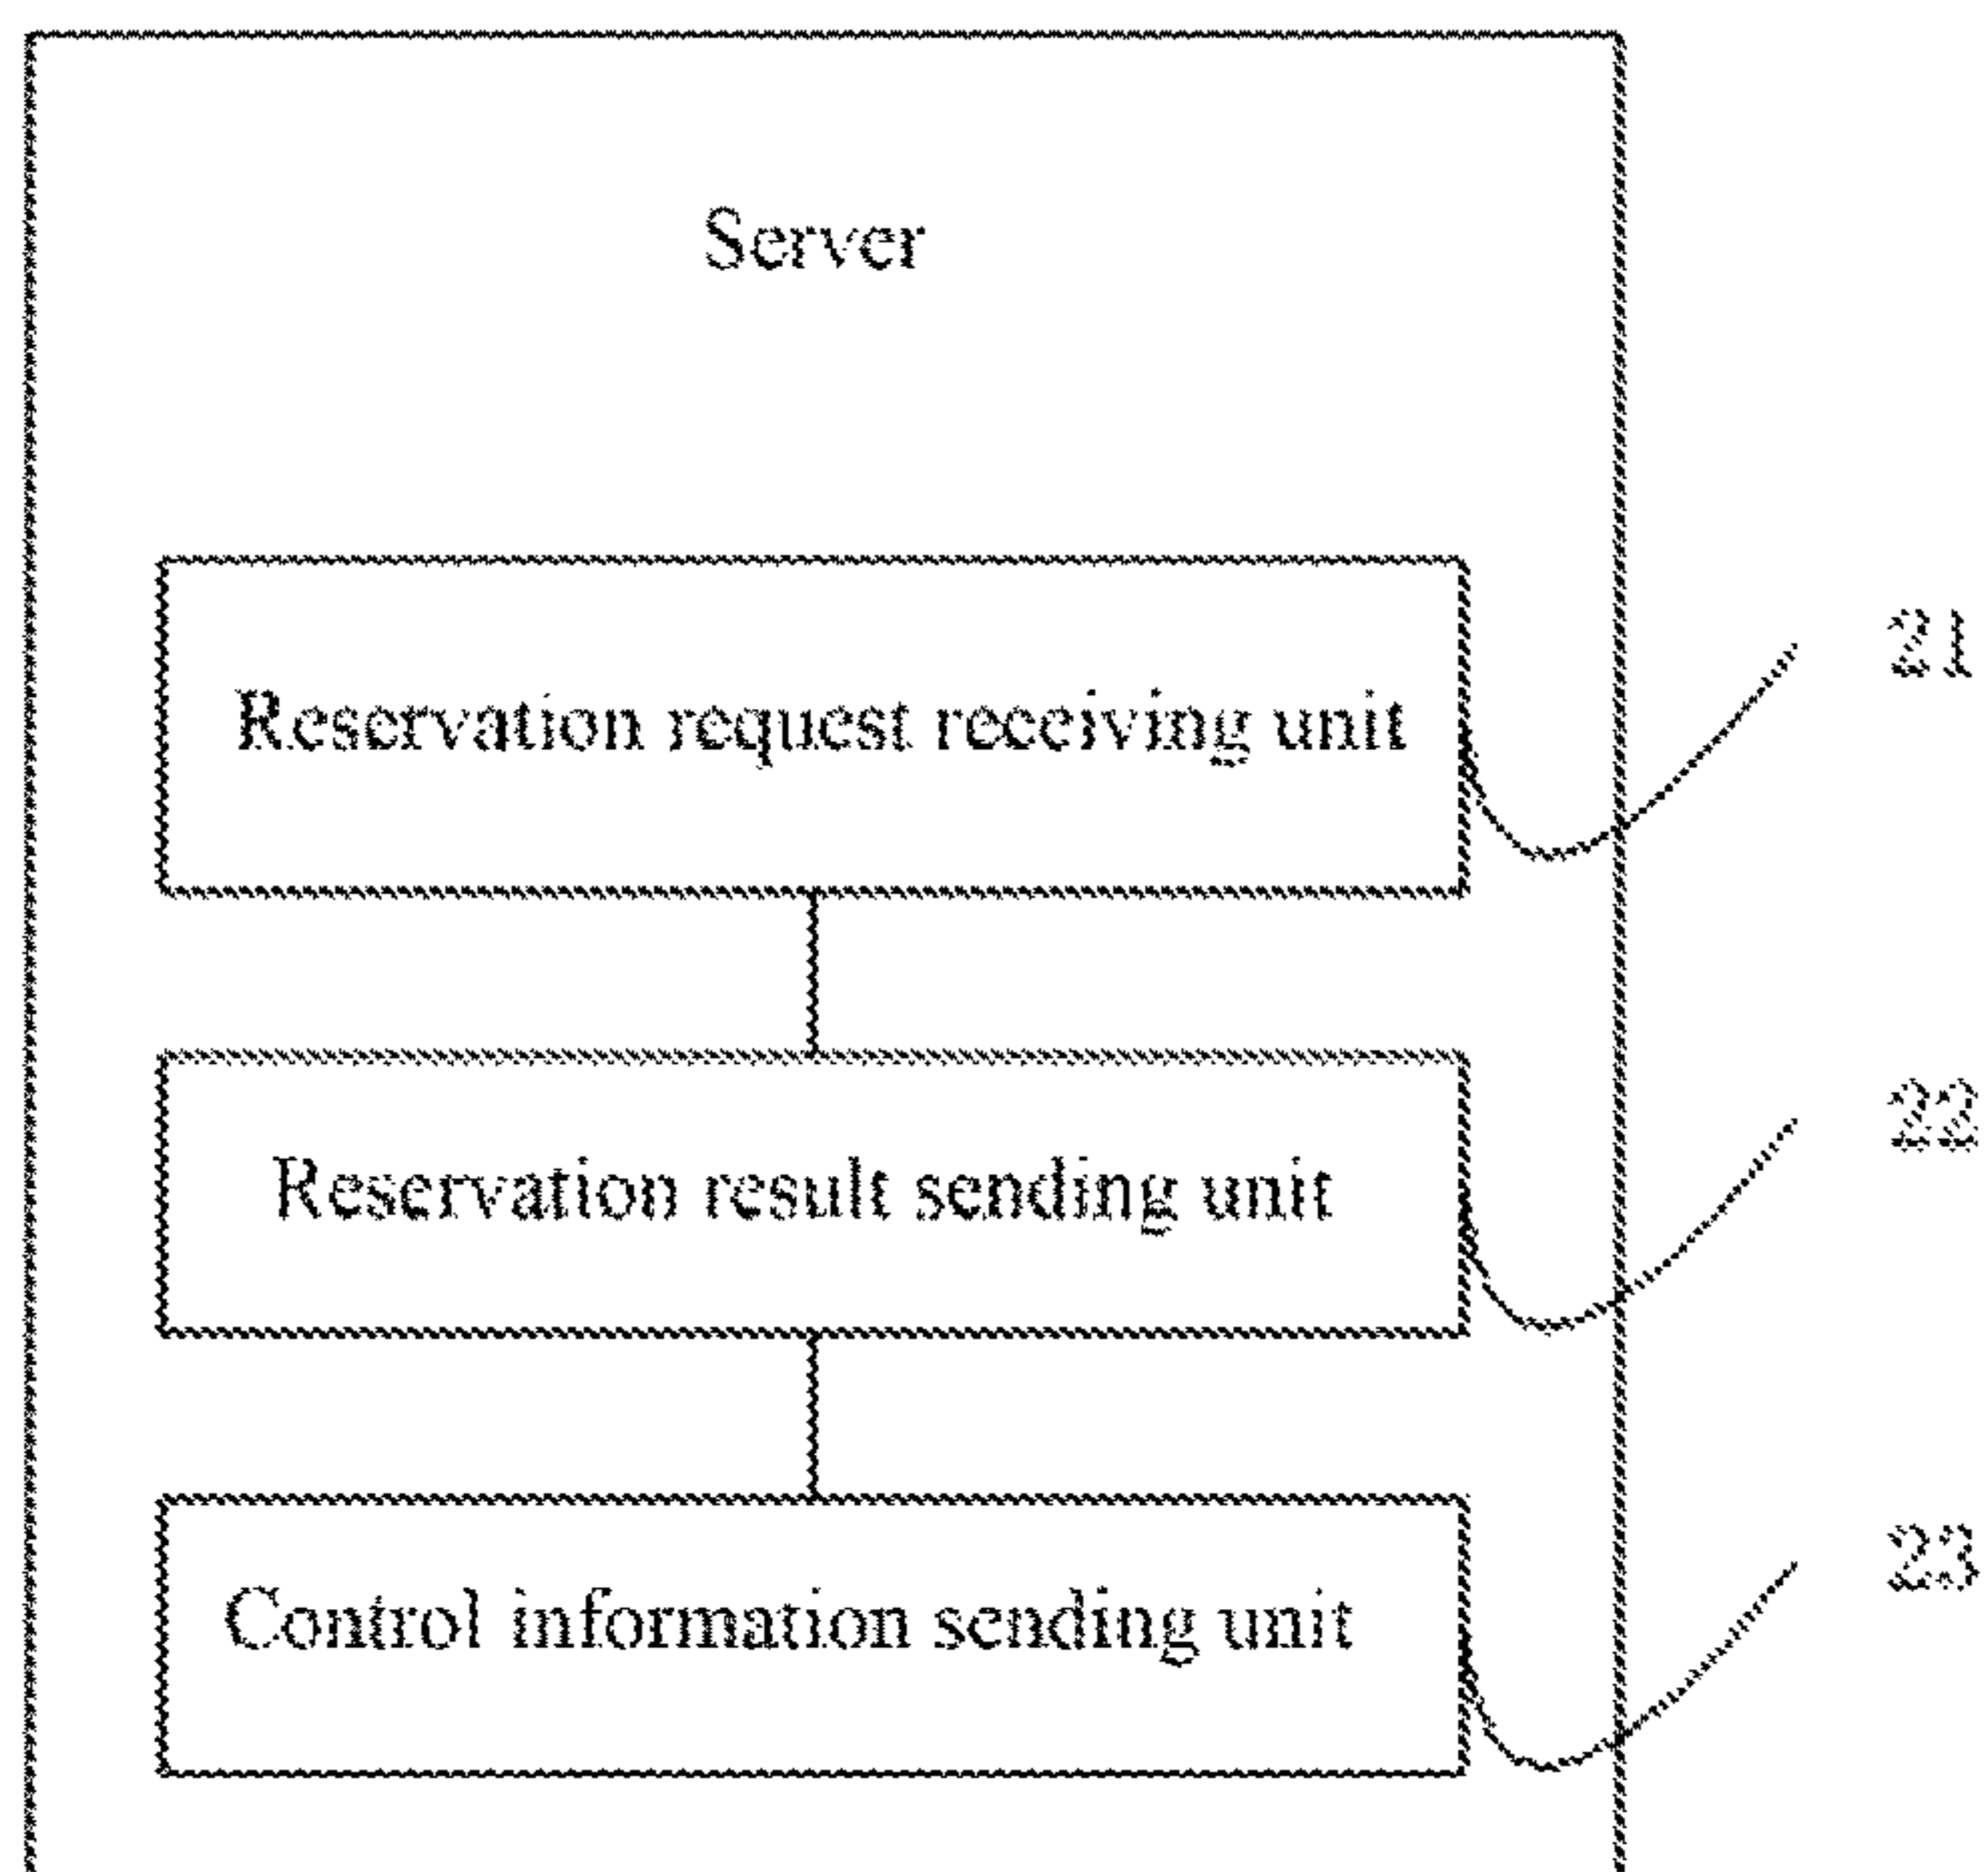 Server
Reservation request receiving unit
21
Reservation result sending unit
22
Control information sending unit
23